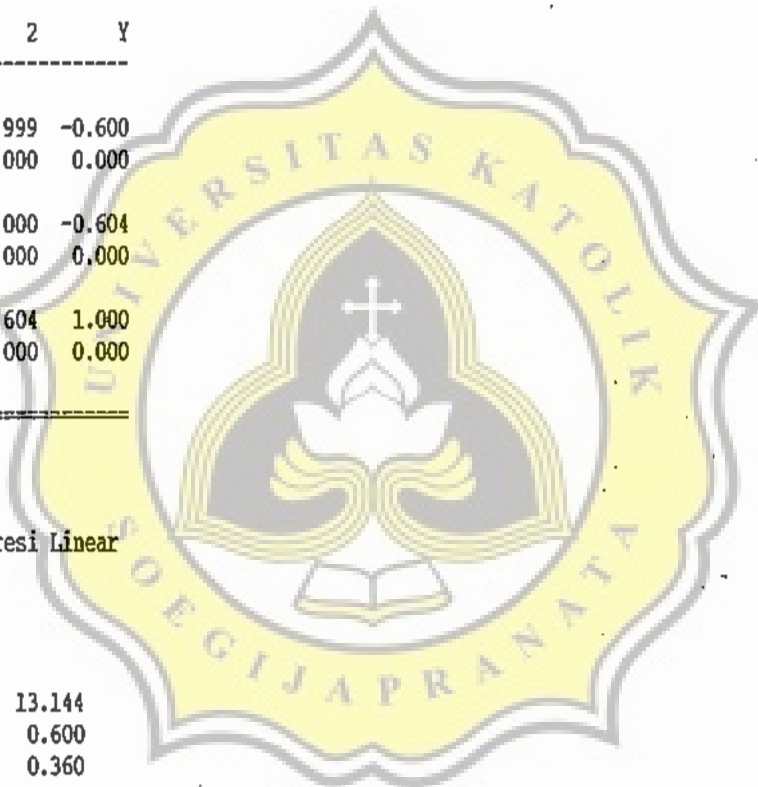 2 Y
------------
999 -0.600
000 0.000
000 -0.604
000 0.000
604 1.000
000 0.000
============
resi Linear
13.144
0.600
0.360
UNIVERSITAS KATOLIK
SOEGIJAPRANATA